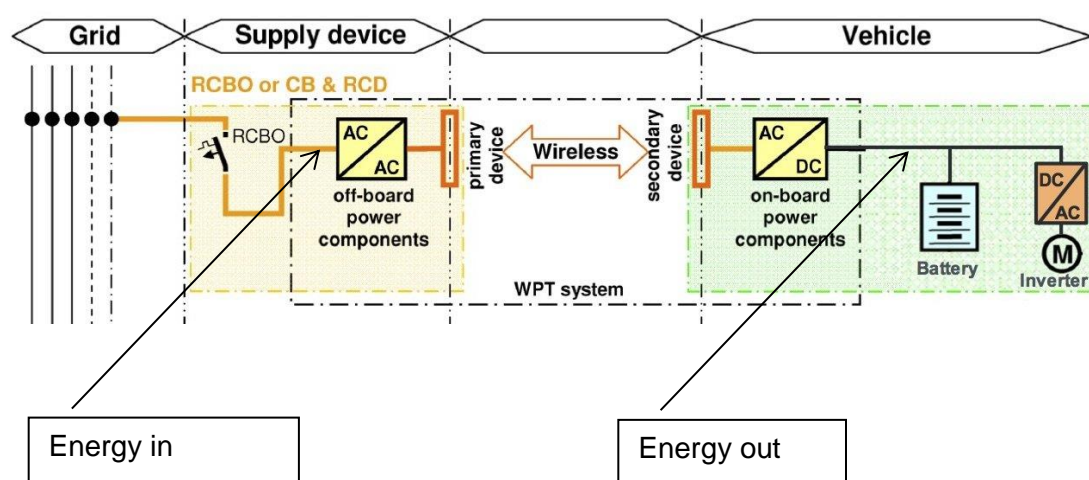 Grid
Supply device
Vehicle
RCBO or CB & RCD
RCBO
AC
AC
off-board
power
components
primary
device
Wireless
secondary
device
AC
DC
on-board
power
components
WPT system
Battery
DC
AC
M
Inverter
Energy in
Energy out